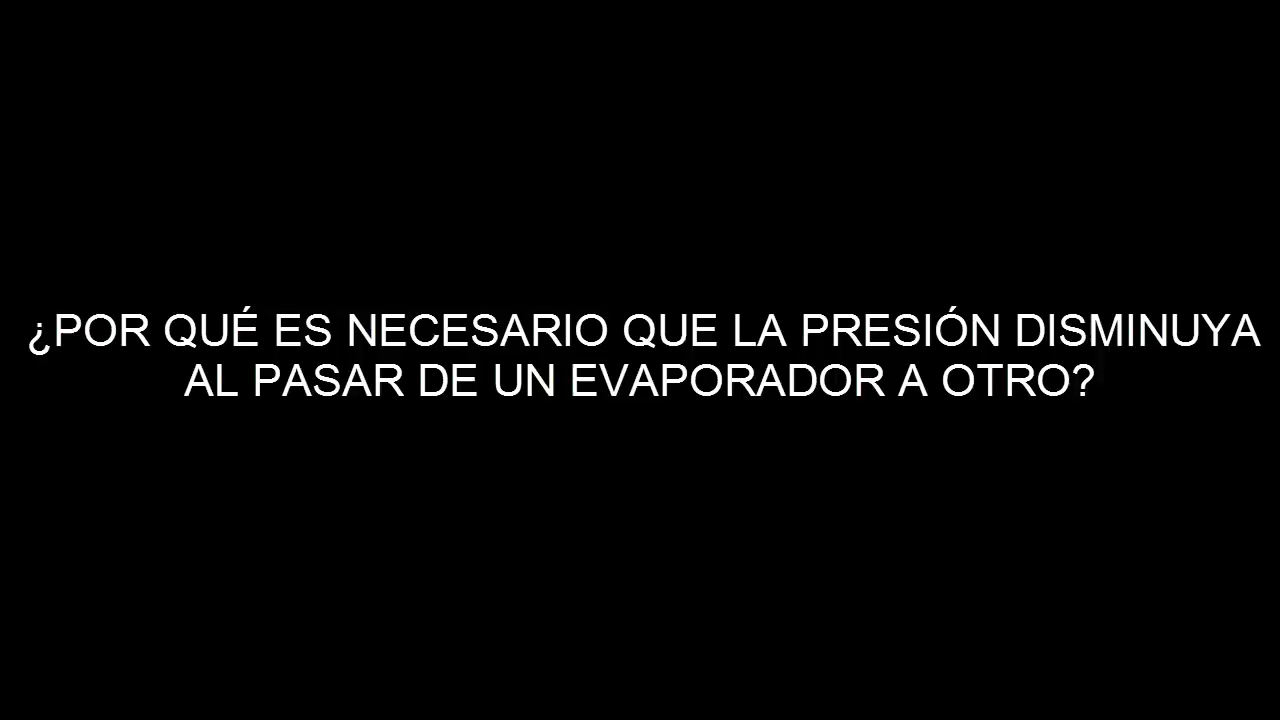 ¿POR QUÉ ES NECESARIO QUE LA PRESIÓN DISMINUYA
AL PASAR DE UN EVAPORADOR A OTRO?